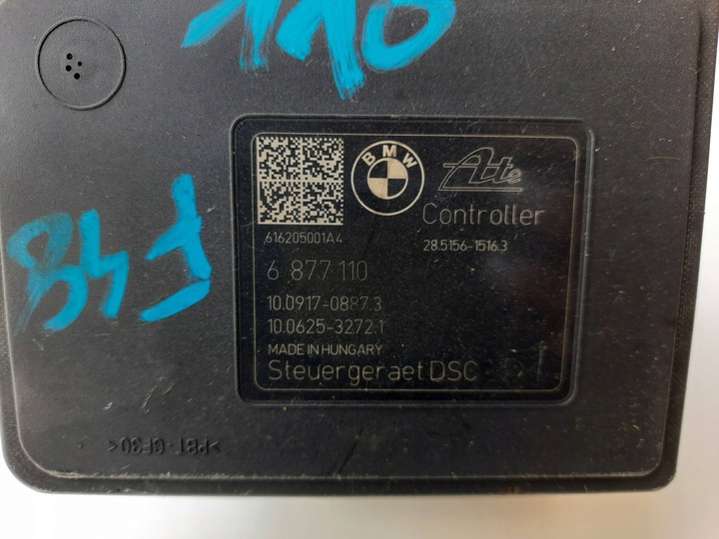 110
BMW
Ate
Controller
616205001A4
28.5156-1516.3
6 877 110
10.0917-0887.3
10.0625-3272.1
MADE IN HUNGARY
Steuergeraet DSC
F48
>PBT-GF30<